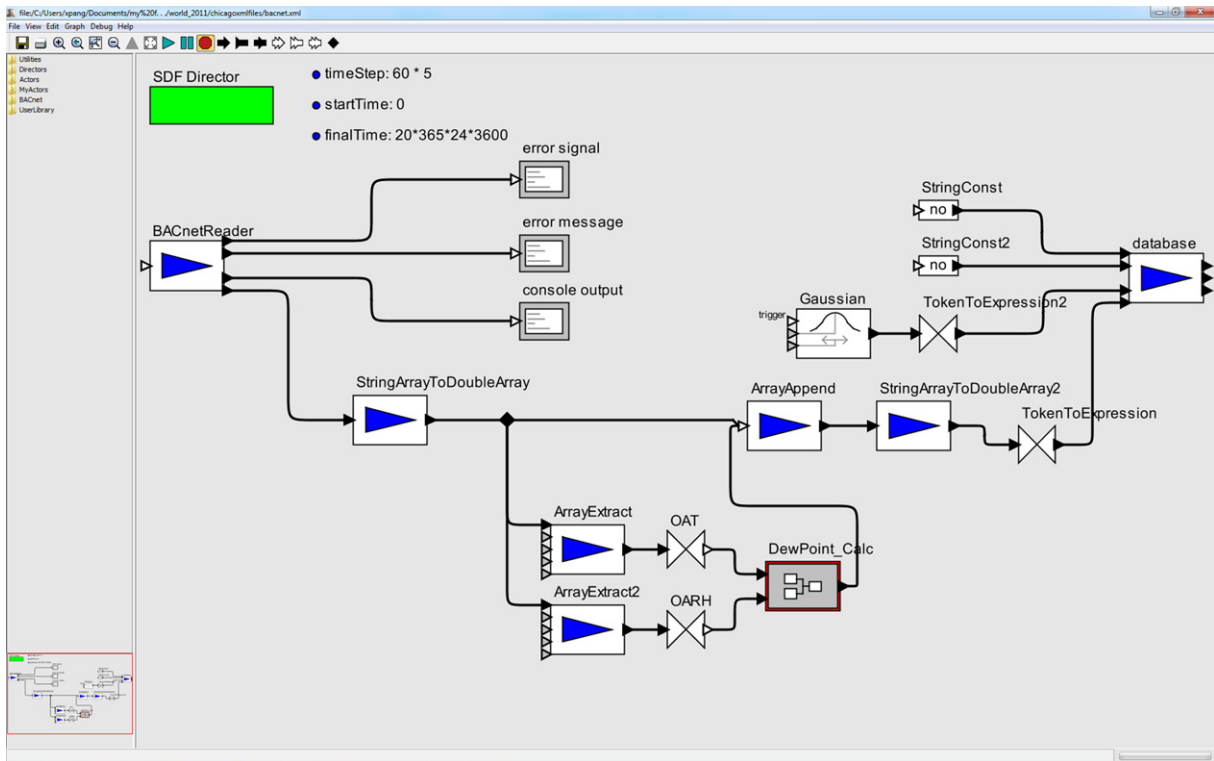 file:/C:/Users/xpang/Documents/my%20f. . ./world_2011/chicagoxmlfiles/bacnet.xml
File View Edit Graph Debug Help
Utilities
Directors
Actors
MyActors
BACnet
UserLibrary
SDF Director
timeStep: 60 * 5
startTime: 0
finalTime: 20*365*24*3600
error signal
StringConst
no
error message
BACnetReader
StringConst2
no
database
console output
Gaussian
trigger
TokenToExpression2
StringArrayToDoubleArray
ArrayAppend
StringArrayToDoubleArray2
TokenToExpression
ArrayExtract
OAT
DewPoint_Calc
ArrayExtract2
OARH